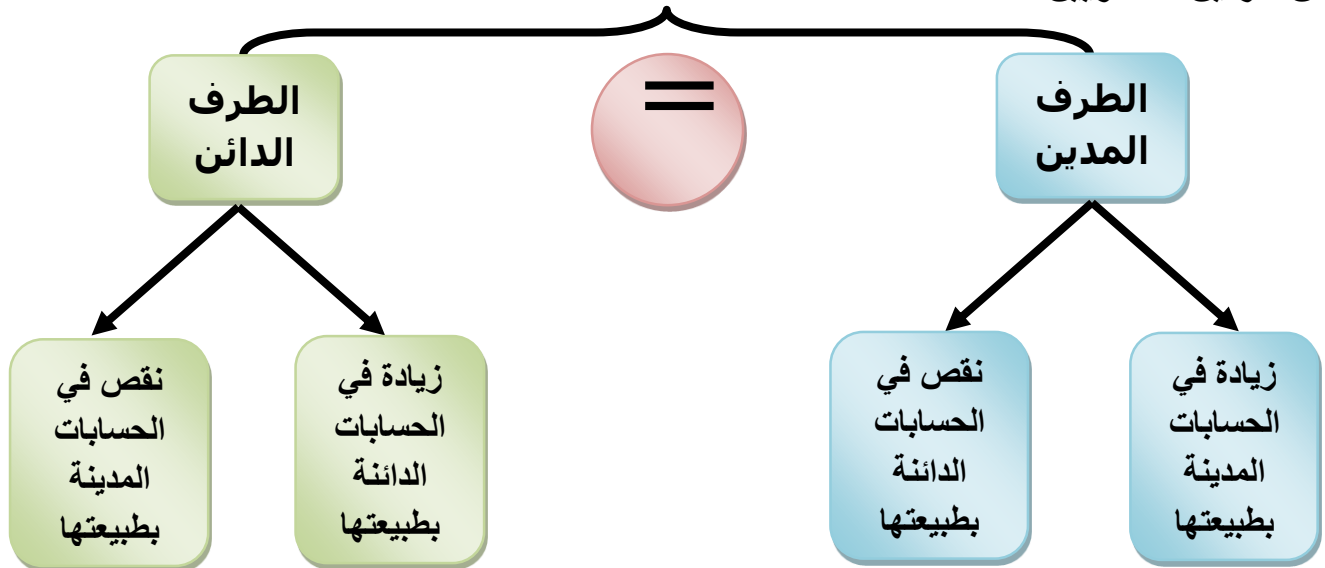 الطرف
المدين
=
الطرف
الدائن
زيادة في
الحسابات
المدينة
بطبيعتها
نقص في
الحسابات
الدائنة
بطبيعتها
زيادة في
الحسابات
الدائنة
بطبيعتها
نقص في
الحسابات
المدينة
بطبيعتها